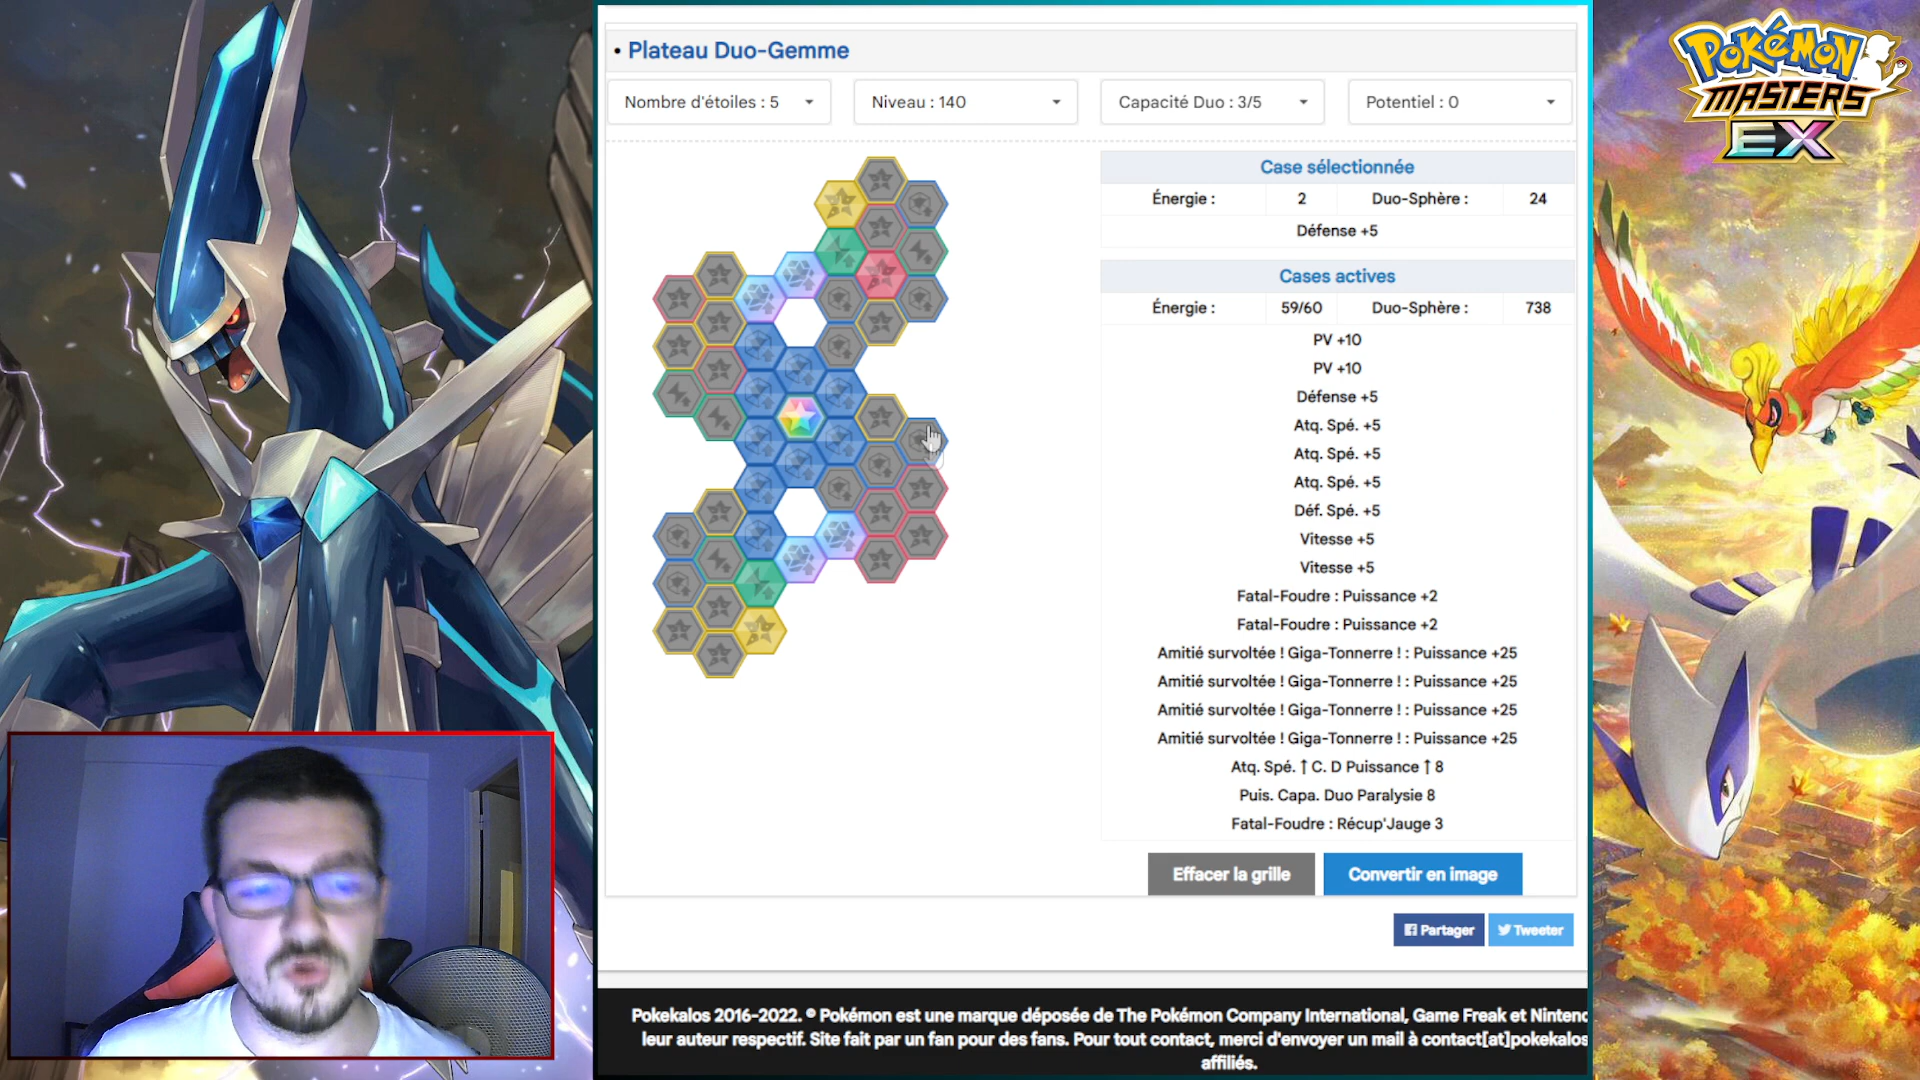 • Plateau Duo-Gemme
Nombre d'étoiles : 5
Niveau : 140
Capacité Duo : 3/5
Potentiel : 0
Case sélectionnée
Énergie : 2 Duo-Sphère : 24
Défense +5
Cases actives
Énergie : 59/60 Duo-Sphère : 738
PV +10
PV +10
Défense +5
Atq. Spé. +5
Atq. Spé. +5
Atq. Spé. +5
Déf. Spé. +5
Vitesse +5
Vitesse +5
Fatal-Foudre : Puissance +2
Fatal-Foudre : Puissance +2
Amitié survoltée ! Giga-Tonnerre ! : Puissance +25
Amitié survoltée ! Giga-Tonnerre ! : Puissance +25
Amitié survoltée ! Giga-Tonnerre ! : Puissance +25
Amitié survoltée ! Giga-Tonnerre ! : Puissance +25
Atq. Spé. ↑ C. D Puissance ↑ 8
Puis. Capa. Duo Paralysie 8
Fatal-Foudre : Récup'Jauge 3
Effacer la grille
Convertir en image
Partager
Tweeter
Pokekalos 2016-2022. ® Pokémon est une marque déposée de The Pokémon Company International, Game Freak et Nintend
leur auteur respectif. Site fait par un fan pour des fans. Pour tout contact, merci d'envoyer un mail à contact[at]pokekalos
affiliés.
POKéMON
MASTERS
EX